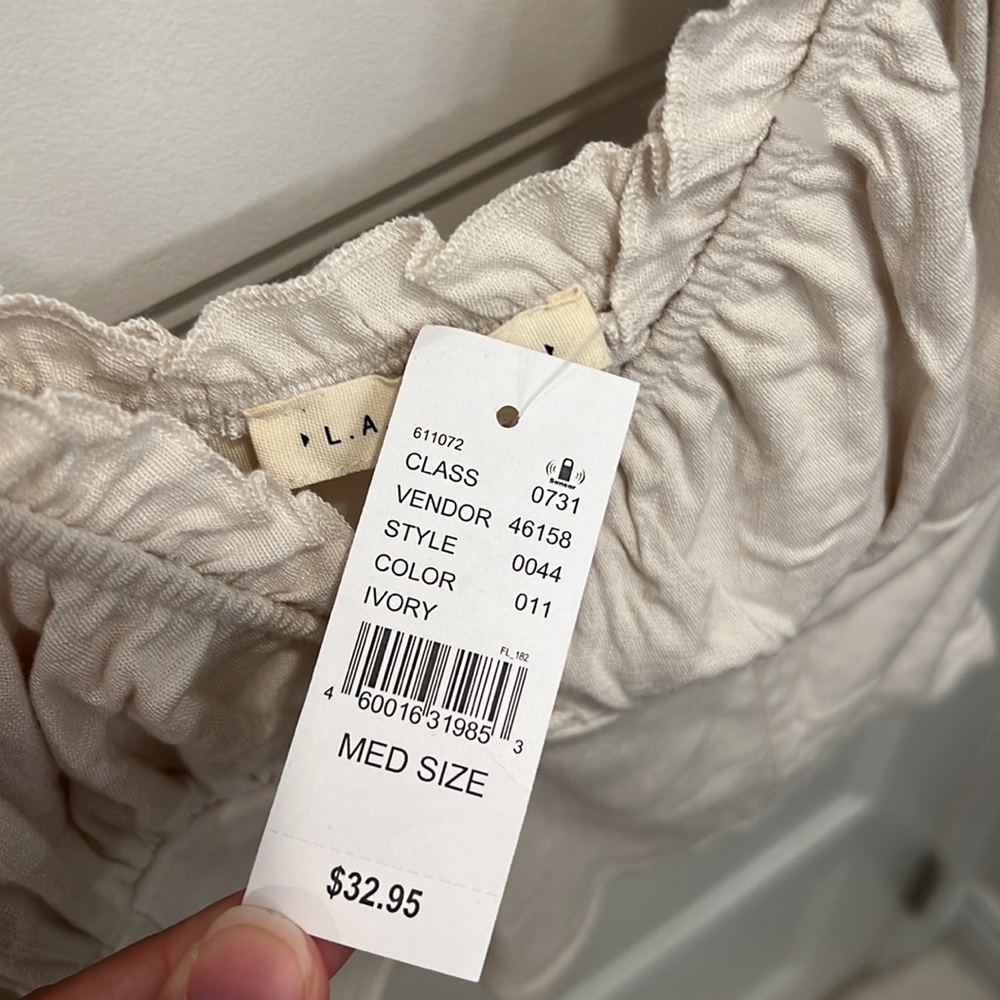 L.A
611072
Sensor
CLASS 0731
VENDOR 46158
STYLE 0044
COLOR 011
IVORY
FL_182
4 60016 31985 3
MED SIZE
$32.95